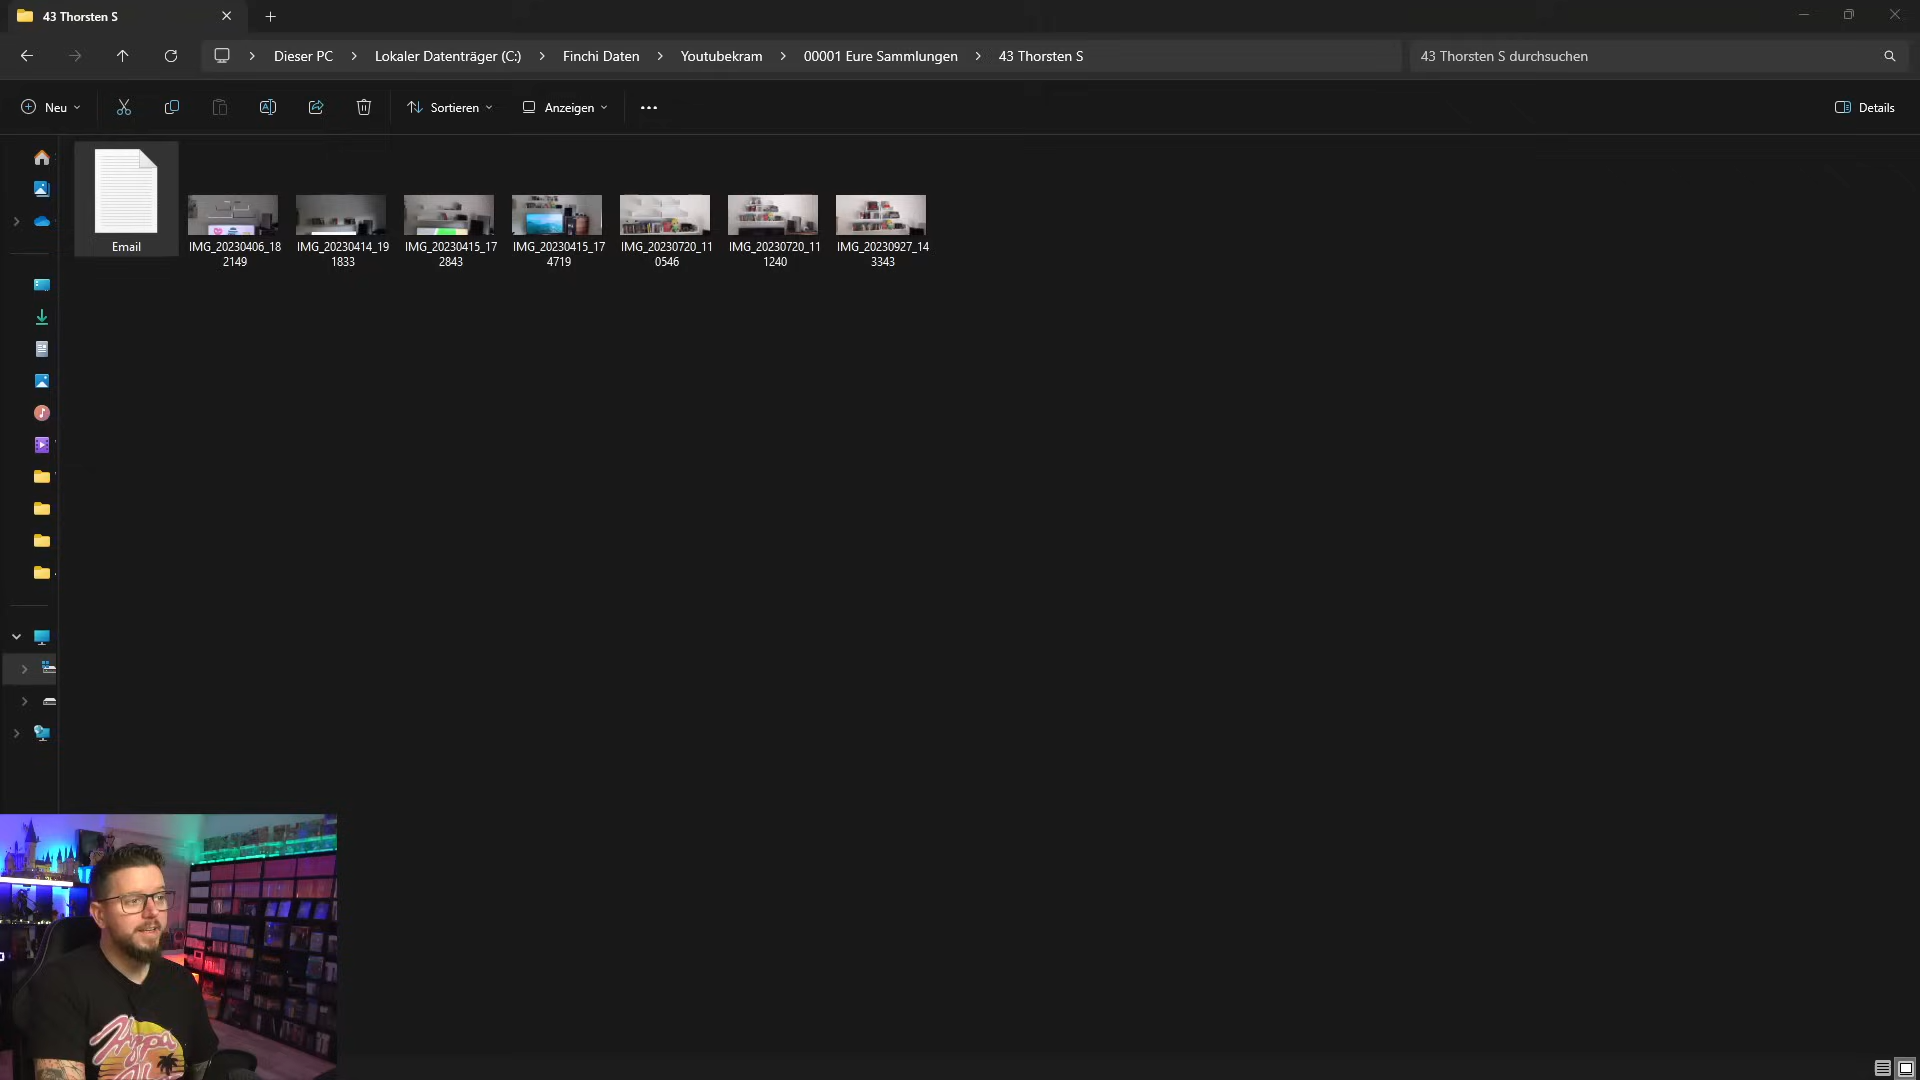 43 Thorsten S
Dieser PC
Lokaler Datenträger (C:)
Finchi Daten
Youtubekram
00001 Eure Sammlungen
43 Thorsten S
43 Thorsten S durchsuchen
Neu
Sortieren
Anzeigen
Details
Email
IMG_20230406_18
2149
IMG_20230414_19
1833
IMG_20230415_17
2843
IMG_20230415_17
4719
IMG_20230720_11
0546
IMG_20230720_11
1240
IMG_20230927_14
3343